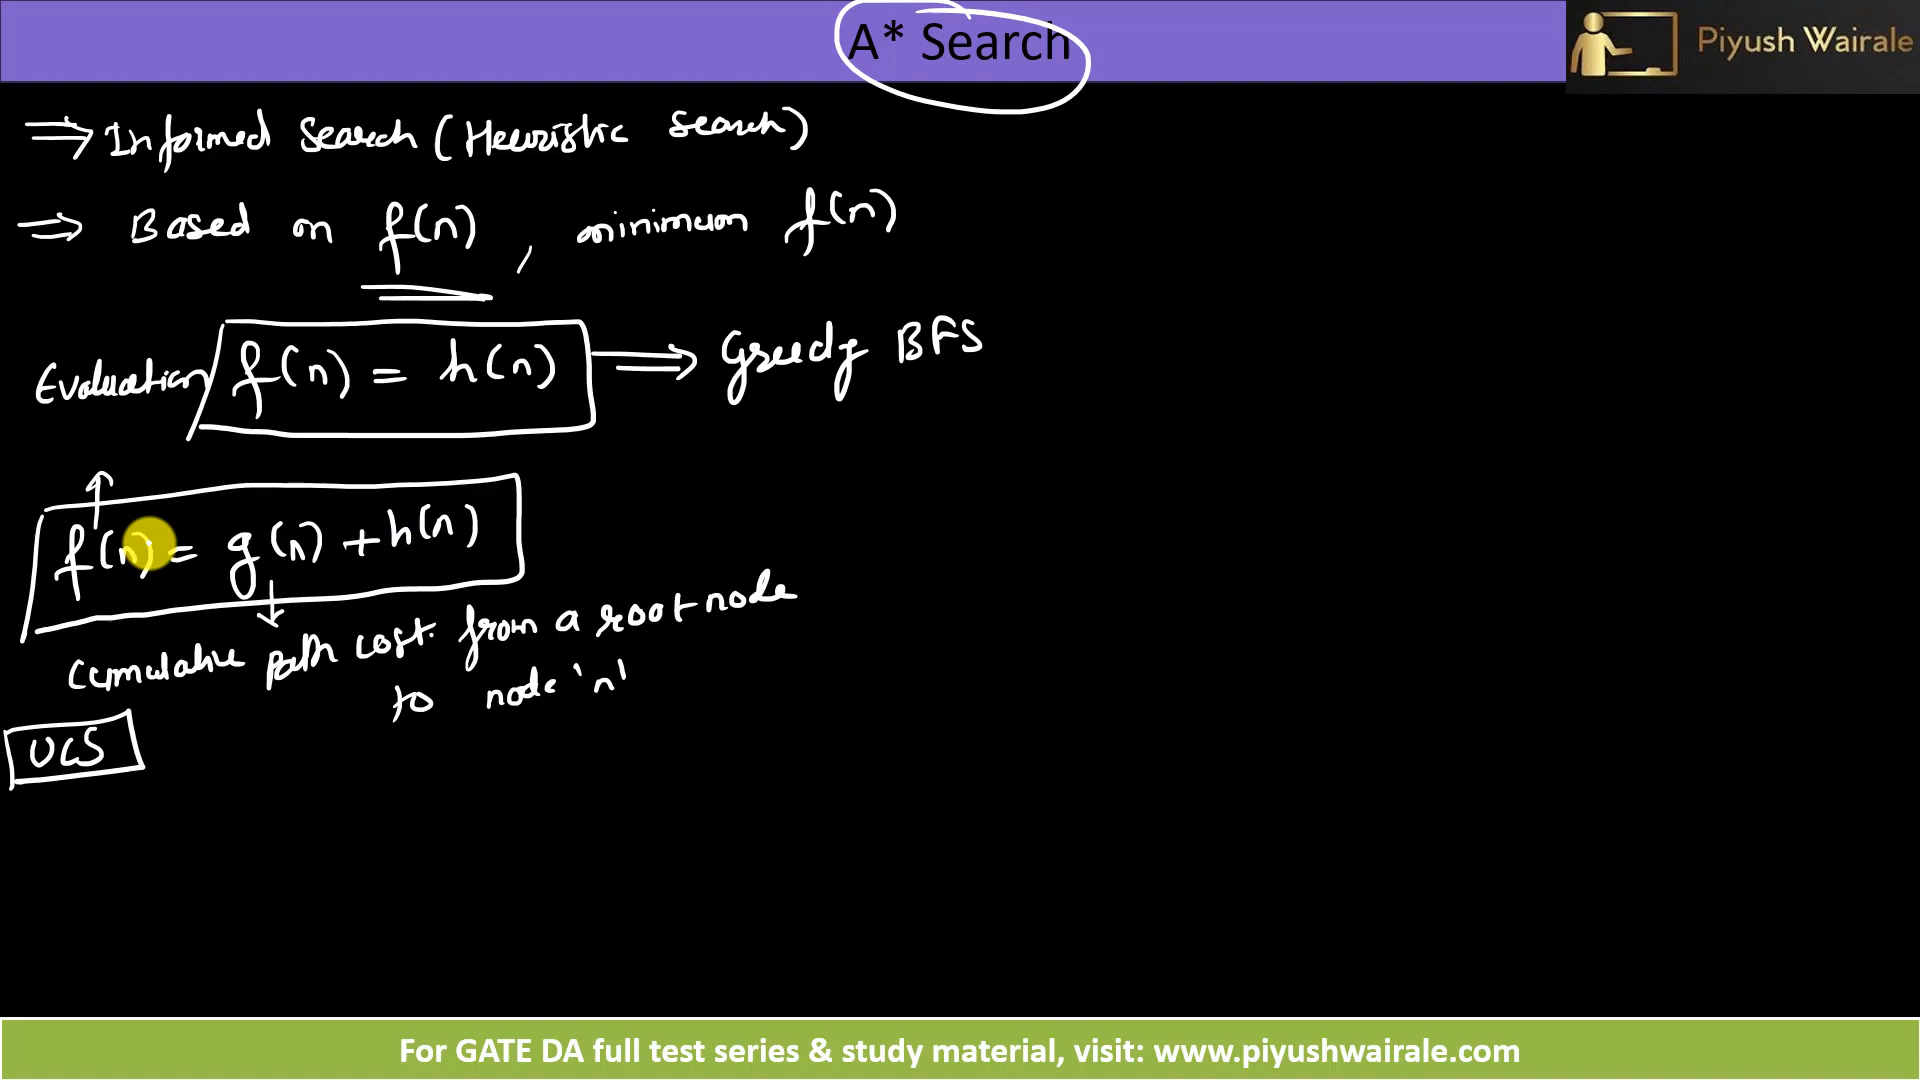 A* Search
Piyush Wairale
⇒ Informed Search (Heuristic search)
⇒ Based on f(n), minimum f(n)
Evaluation f(n) = h(n) ⇒ Greedy BFS
f(n) = g(n) + h(n)
Cumulative path cost from a root node
to node 'n'
UCS
For GATE DA full test series & study material, visit: www.piyushwairale.com